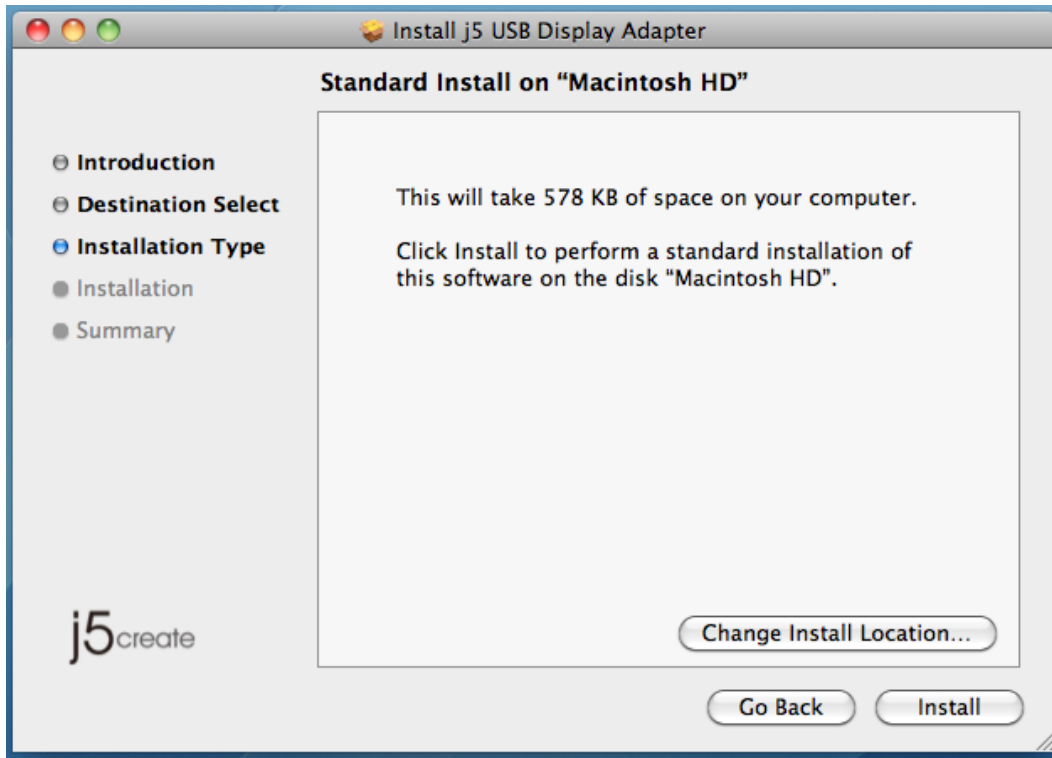 Install j5 USB Display Adapter
Standard Install on “Macintosh HD”
Introduction
Destination Select
Installation Type
Installation
Summary
This will take 578 KB of space on your computer.
Click Install to perform a standard installation of
this software on the disk “Macintosh HD”.
j5create
Change Install Location...
Go Back
Install